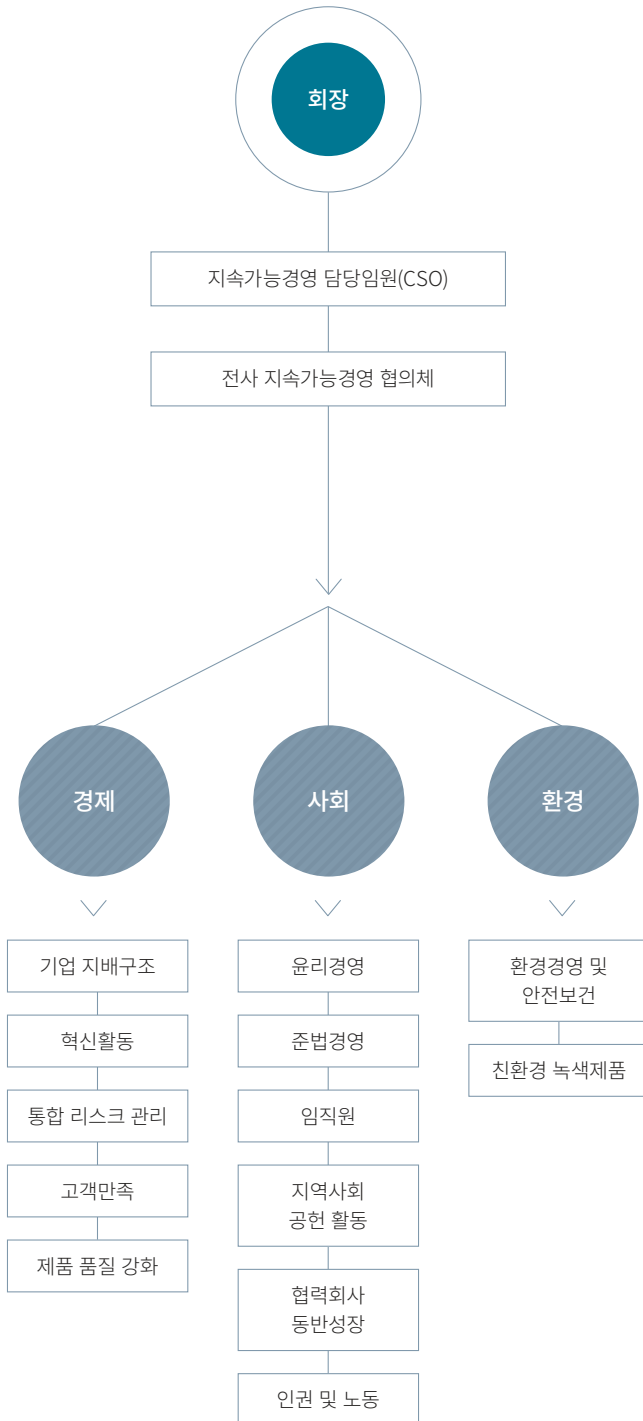 회장
지속가능경영 담당임원(CSO)
전사 지속가능경영 협의체
경제
사회
환경
기업 지배구조
혁신활동
통합 리스크 관리
고객만족
제품 품질 강화
윤리경영
준법경영
임직원
지역사회
공헌 활동
협력회사
동반성장
인권 및 노동
환경경영 및
안전보건
친환경 녹색제품